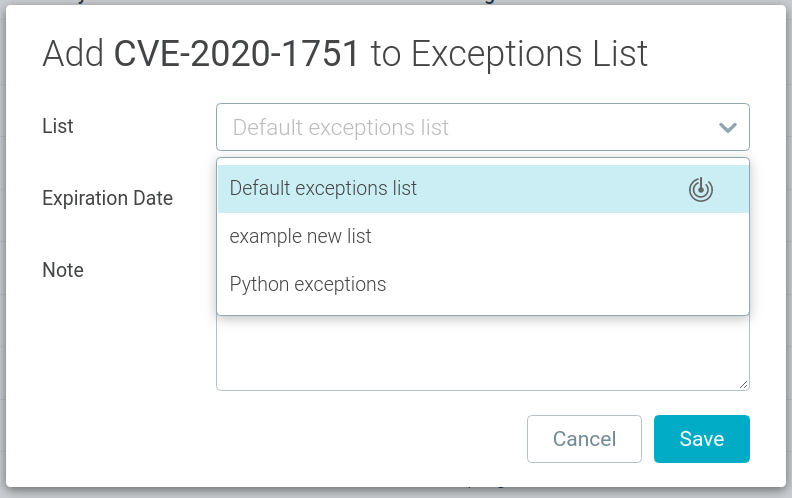 Add CVE-2020-1751 to Exceptions List
List
Default exceptions list
Default exceptions list
Expiration Date
example new list
Note
Python exceptions
Cancel
Save